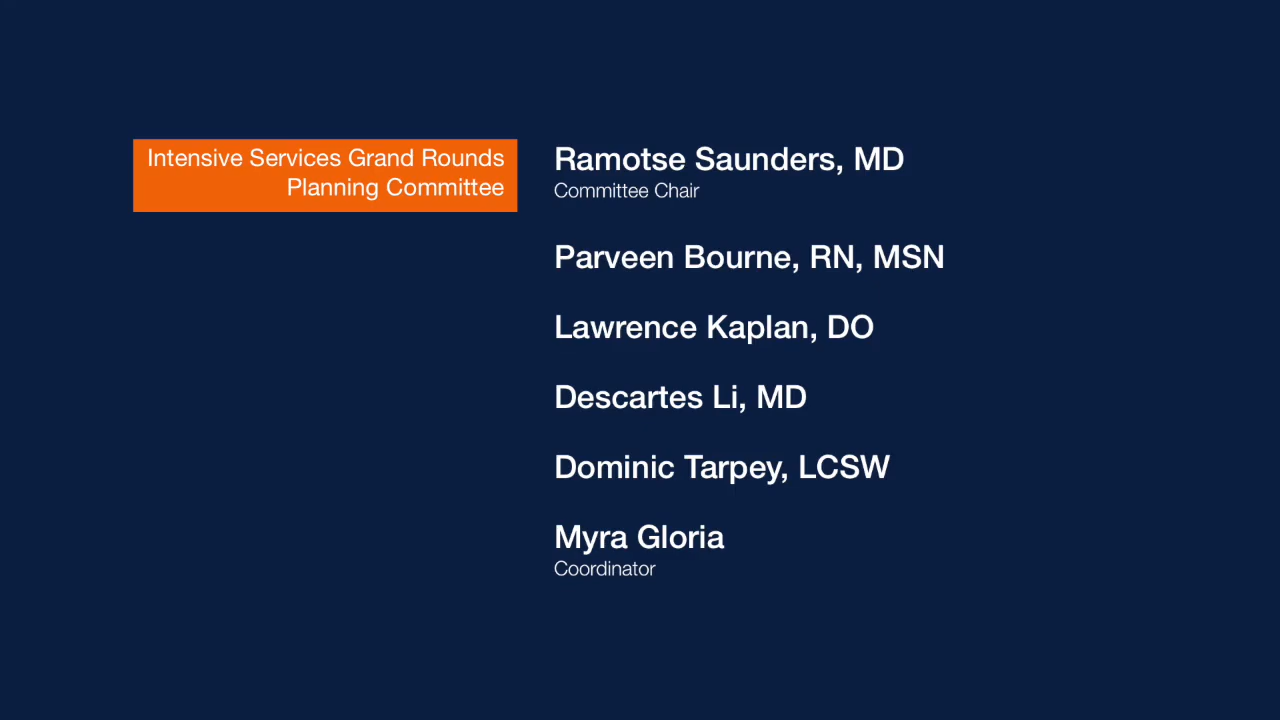 Intensive Services Grand Rounds
Planning Committee
Ramotse Saunders, MD
Committee Chair
Parveen Bourne, RN, MSN
Lawrence Kaplan, DO
Descartes Li, MD
Dominic Tarpey, LCSW
Myra Gloria
Coordinator